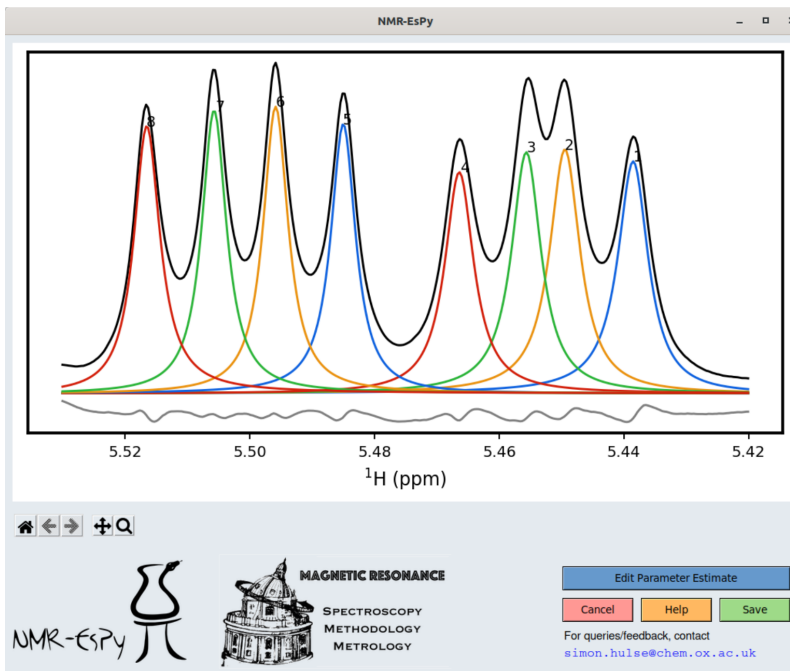 NMR-EsPy
8
7
6
5
4
3
2
1
5.52
5.50
5.48
5.46
5.44
5.42
¹H (ppm)
NMR-EsPy
MAGNETIC RESONANCE
SPECTROSCOPY
METHODOLOGY
METROLOGY
Edit Parameter Estimate
Cancel
Help
Save
For queries/feedback, contact
simon.hulse@chem.ox.ac.uk